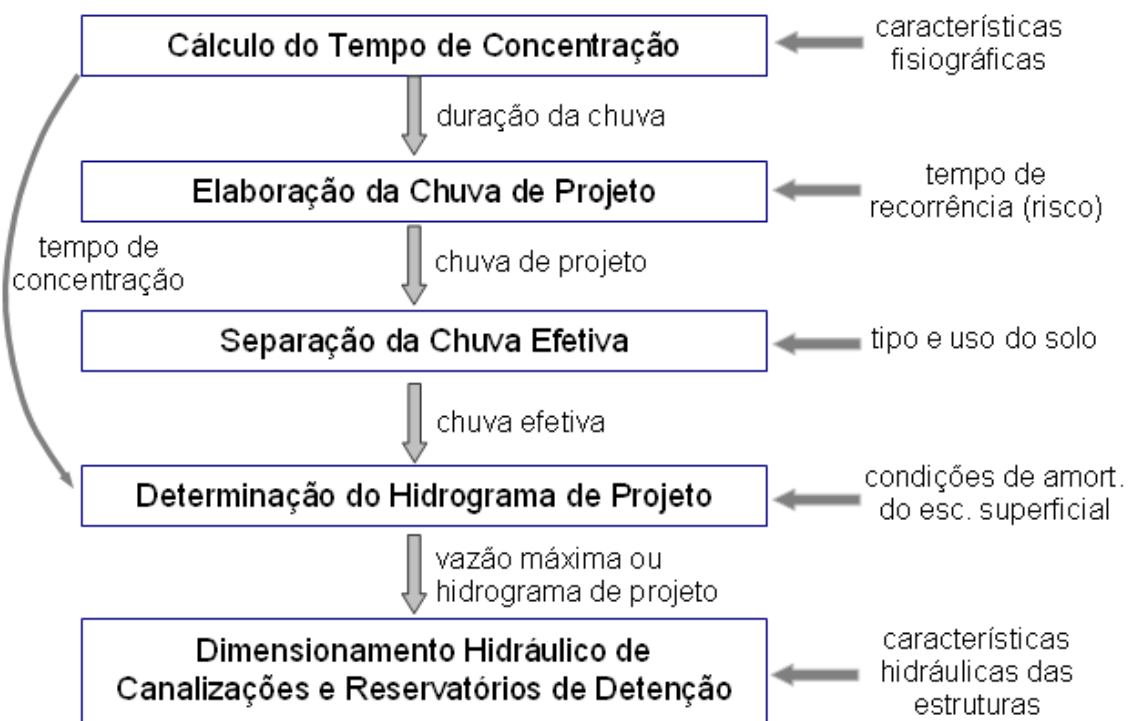 Cálculo do Tempo de Concentração
características
fisiográficas
duração da chuva
Elaboração da Chuva de Projeto
tempo de
recorrência (risco)
tempo de
concentração
chuva de projeto
Separação da Chuva Efetiva
tipo e uso do solo
chuva efetiva
Determinação do Hidrograma de Projeto
condições de amort.
do esc. superficial
vazão máxima ou
hidrograma de projeto
Dimensionamento Hidráulico de
Canalizações e Reservatórios de Detenção
características
hidráulicas das
estruturas